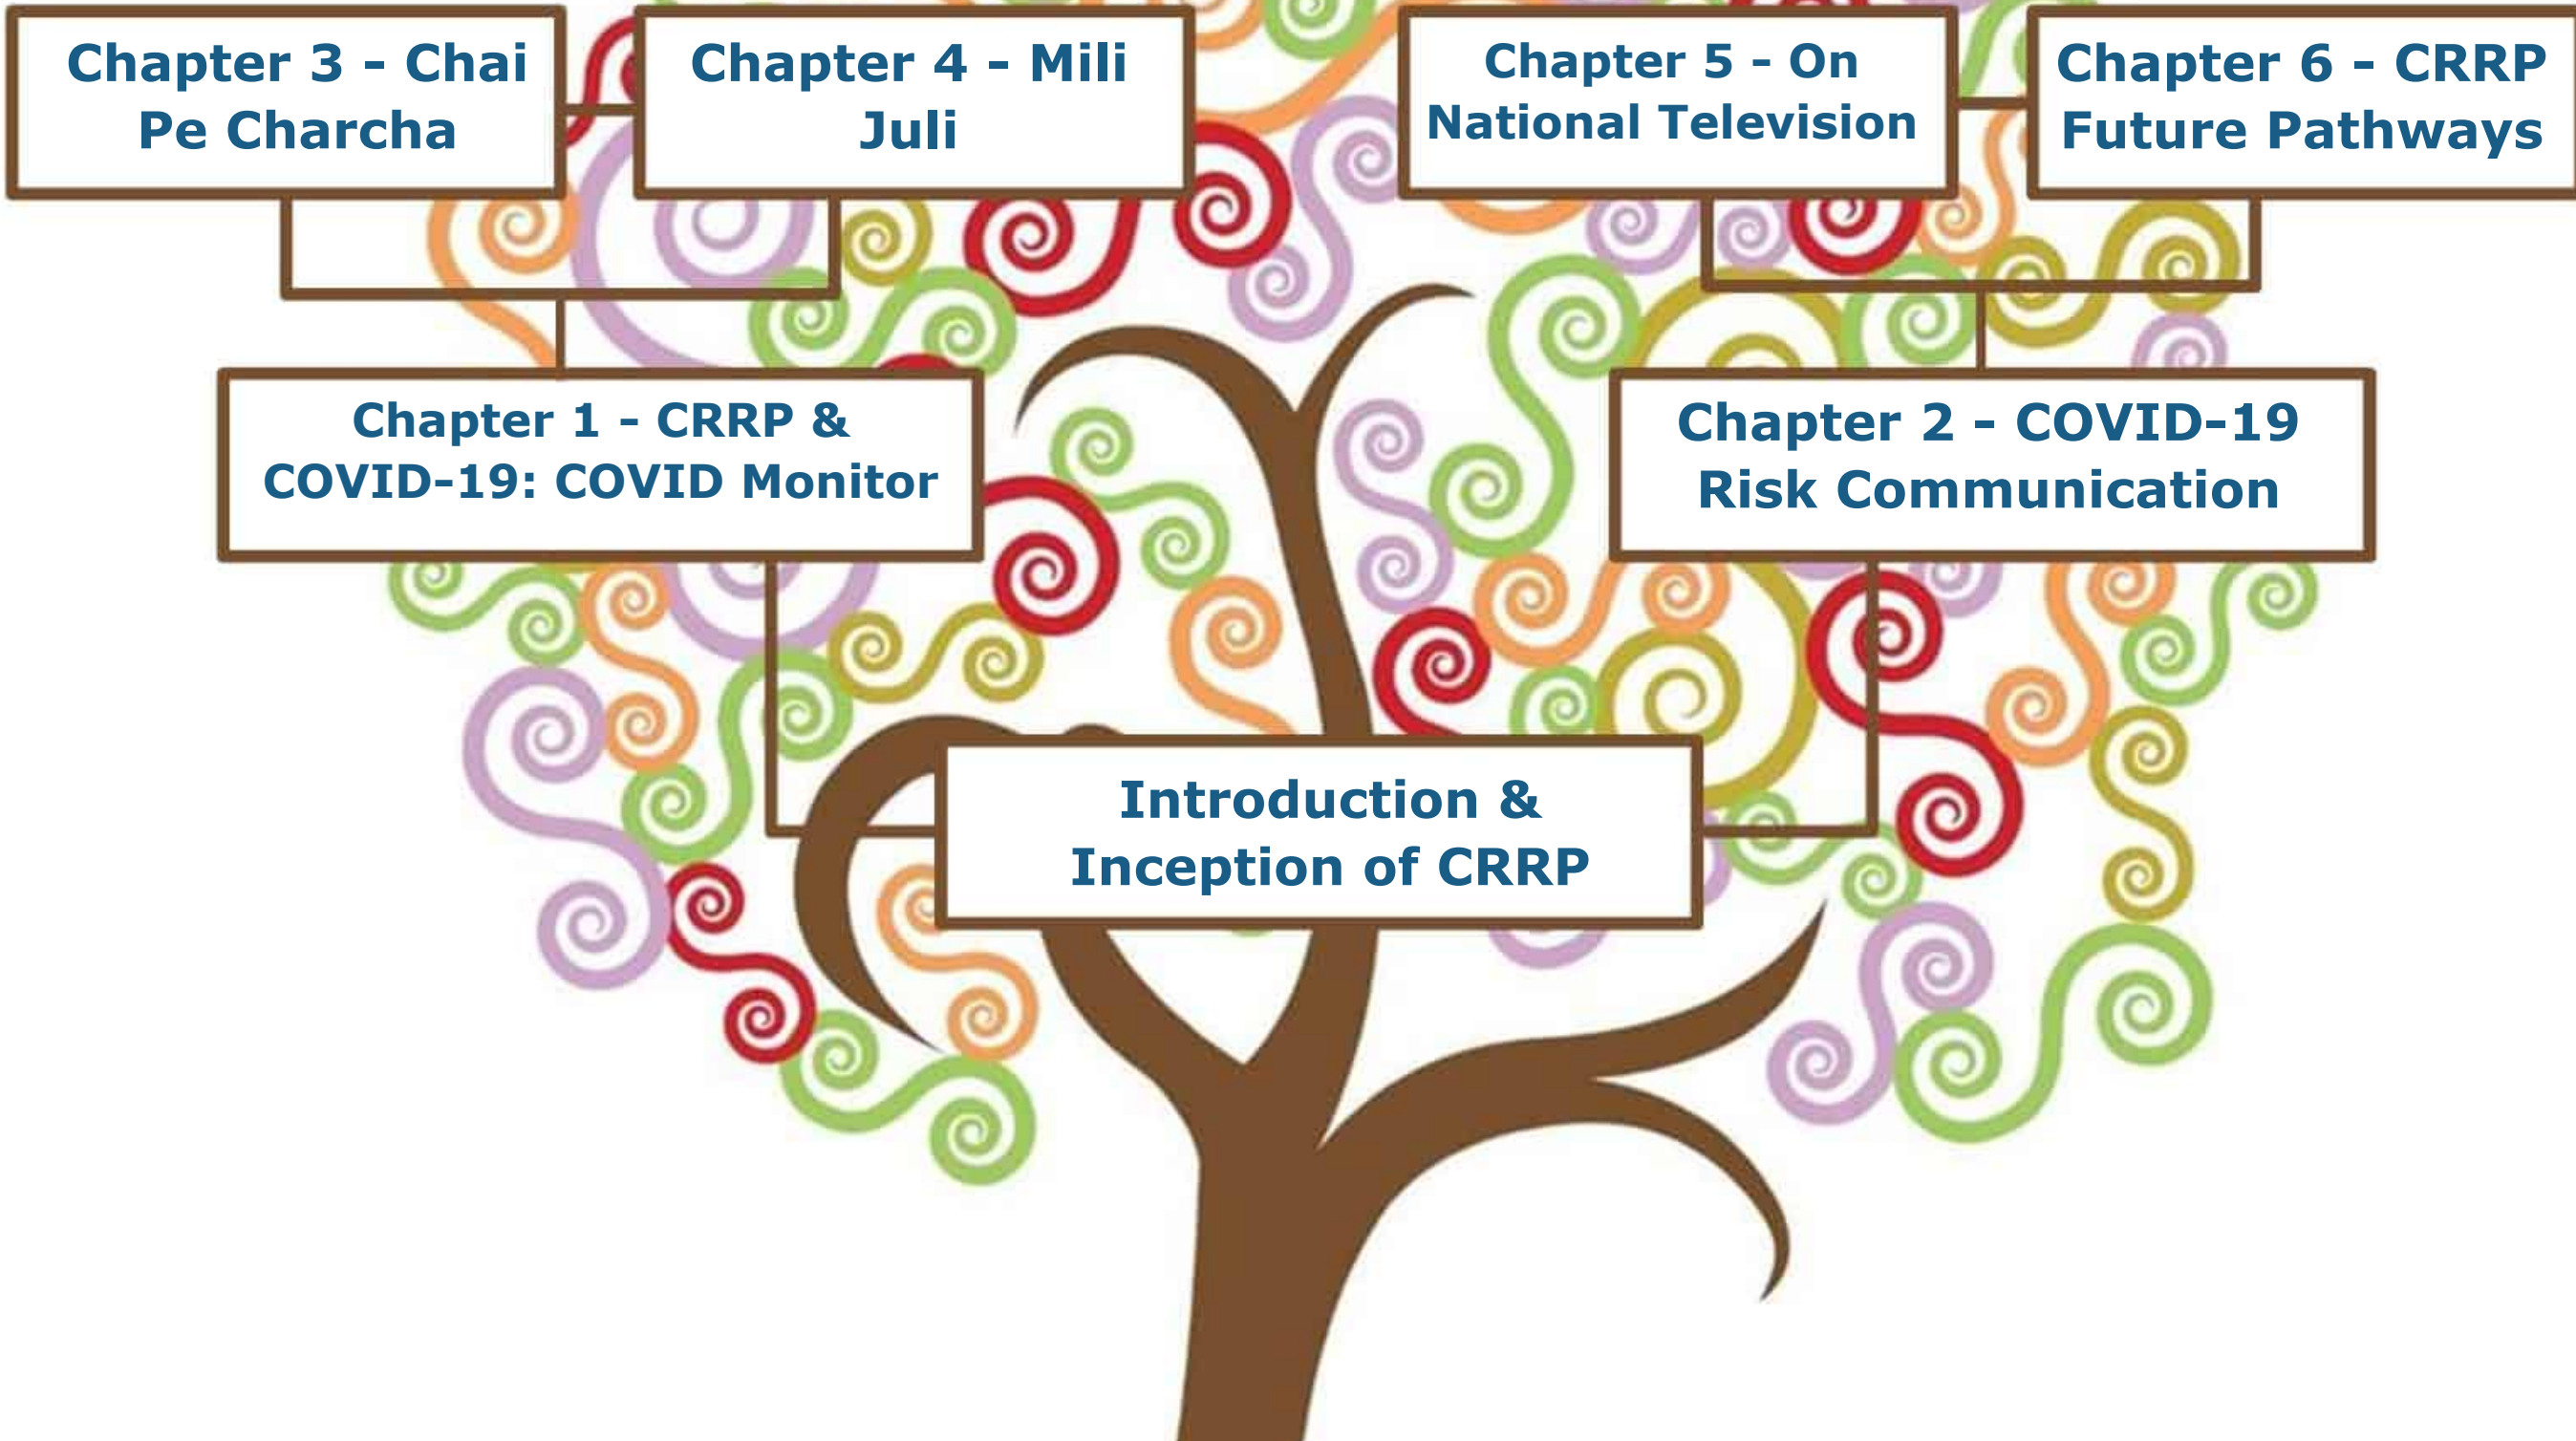 Chapter 3 - Chai
Pe Charcha
Chapter 4 - Mili
Juli
Chapter 5 - On
National Television
Chapter 6 - CRRP
Future Pathways
Chapter 1 - CRRP &
COVID-19: COVID Monitor
Chapter 2 - COVID-19
Risk Communication
Introduction &
Inception of CRRP